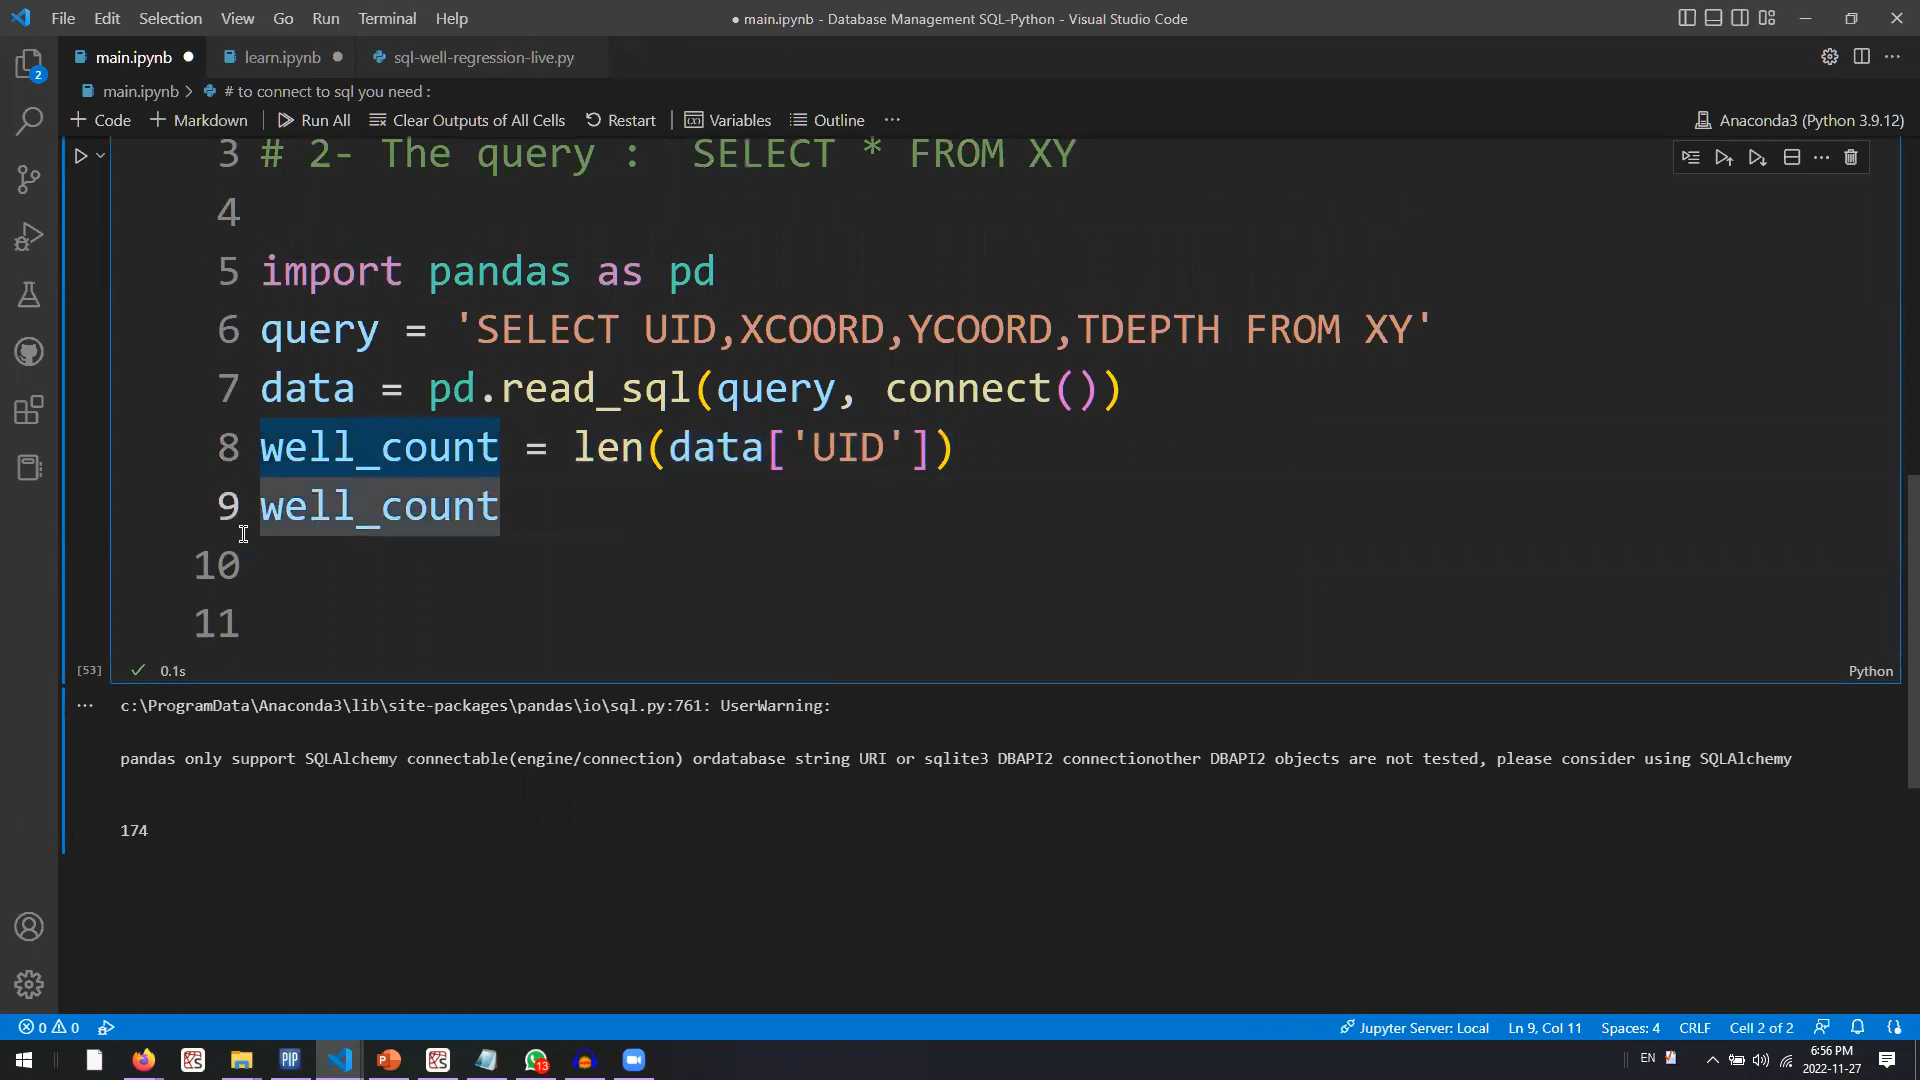 File Edit Selection View Go Run Terminal Help
● main.ipynb - Database Management SQL-Python - Visual Studio Code
2
main.ipynb
learn.ipynb
sql-well-regression-live.py
main.ipynb > # to connect to sql you need :
+ Code + Markdown Run All Clear Outputs of All Cells Restart Variables Outline ···
Anaconda3 (Python 3.9.12)
3 # 2- The query :  SELECT * FROM XY
4
5 import pandas as pd
6 query = 'SELECT UID,XCOORD,YCOORD,TDEPTH FROM XY'
7 data = pd.read_sql(query, connect())
8 well_count = len(data['UID'])
9 well_count
10
11
[53] 0.1s Python
c:\ProgramData\Anaconda3\lib\site-packages\pandas\io\sql.py:761: UserWarning:
pandas only support SQLAlchemy connectable(engine/connection) ordatabase string URI or sqlite3 DBAPI2 connectionother DBAPI2 objects are not tested, please consider using SQLAlchemy
174
0 0
Jupyter Server: Local Ln 9, Col 11 Spaces: 4 CRLF Cell 2 of 2
PIP
13
EN
6:56 PM
2022-11-27